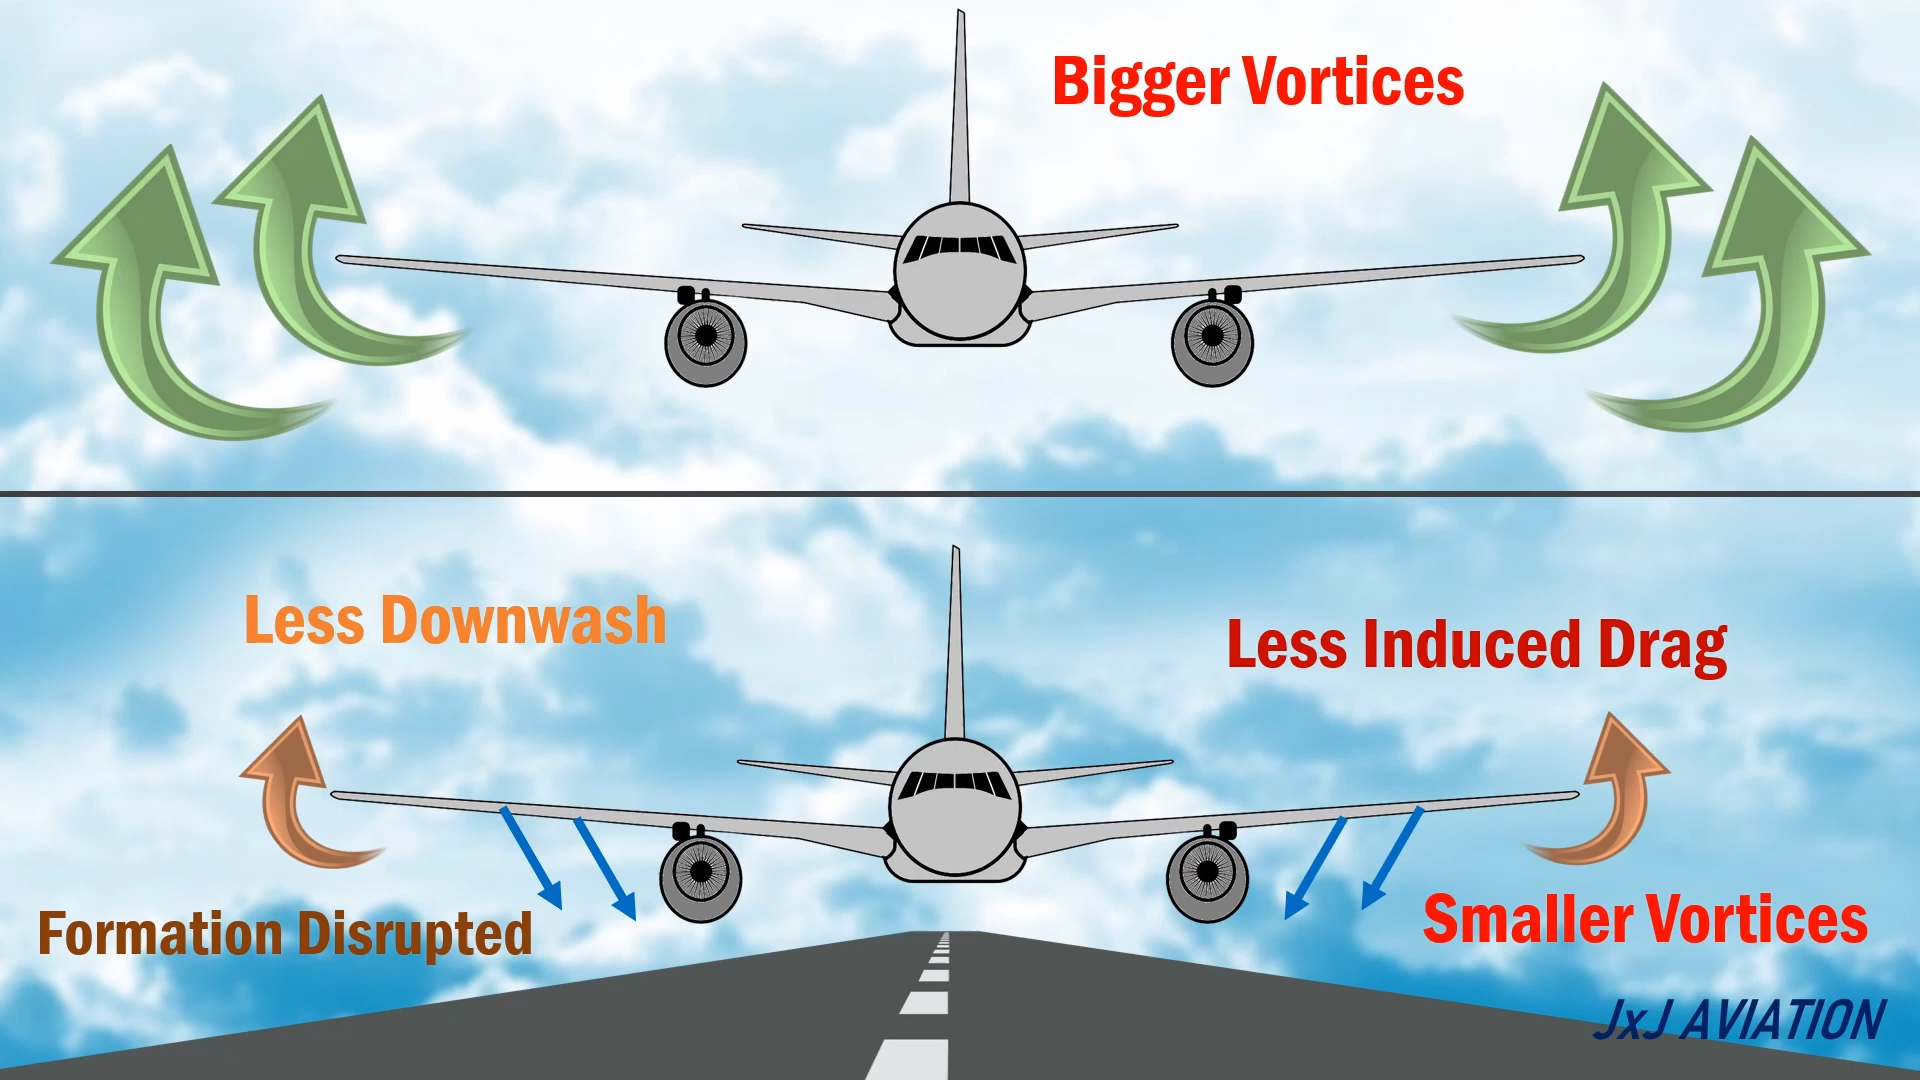 Bigger Vortices
Less Downwash
Less Induced Drag
Formation Disrupted
Smaller Vortices
JxJ AVIATION